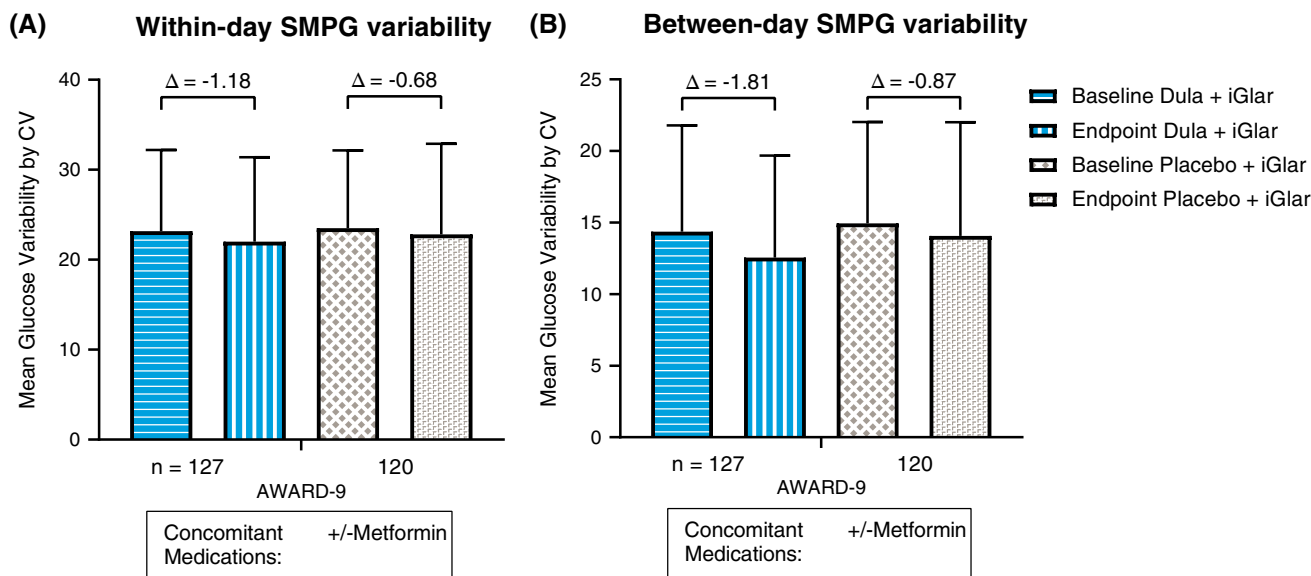 (A) Within-day SMPG variability
Δ = -1.18
Δ = -0.68
Mean Glucose Variability by CV
40
30
20
10
0
n = 127
120
AWARD-9
Concomitant +/-Metformin
Medications:
(B) Between-day SMPG variability
Δ = -1.81
Δ = -0.87
Mean Glucose Variability by CV
25
20
15
10
5
0
n = 127
120
AWARD-9
Concomitant +/-Metformin
Medications:
Baseline Dula + iGlar
Endpoint Dula + iGlar
Baseline Placebo + iGlar
Endpoint Placebo + iGlar